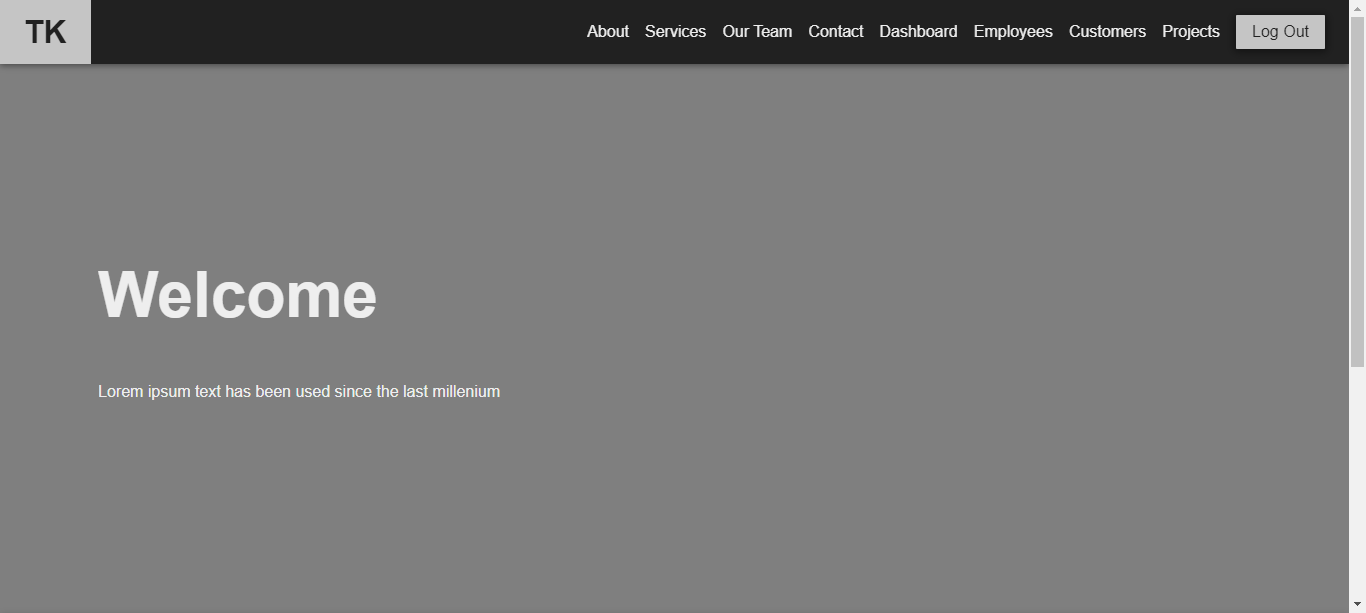 TK
About Services Our Team Contact Dashboard Employees Customers Projects Log Out
Welcome
Lorem ipsum text has been used since the last millenium